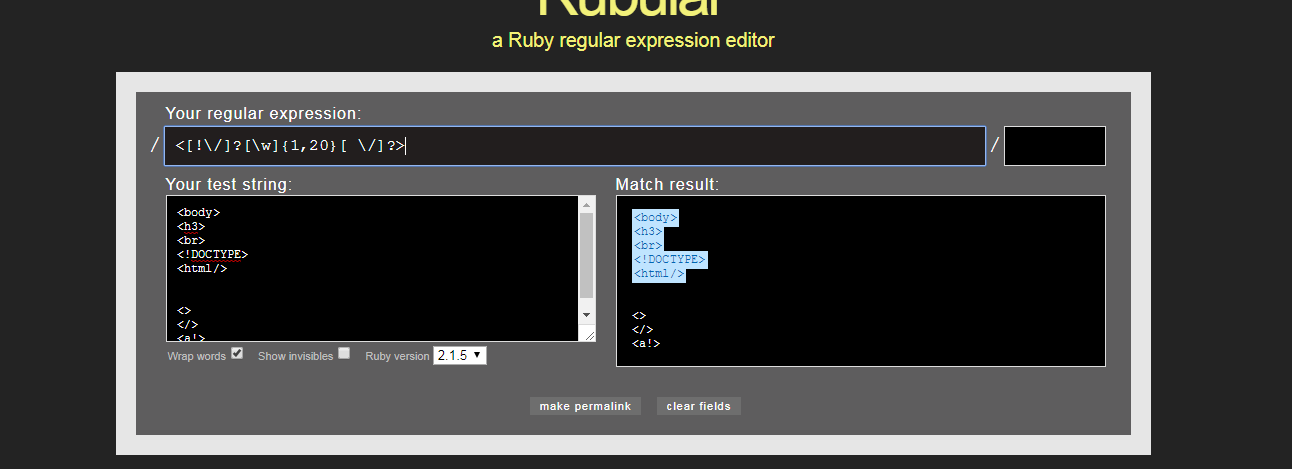 Rubular
a Ruby regular expression editor
Your regular expression:
/ <[!\/]?[\w]{1,20}[ \/]?> /
Your test string:
<body>
<h3>
<br>
<!DOCTYPE>
<html/>
<>
</>
<a!>
Match result:
<body>
<h3>
<br>
<!DOCTYPE>
<html/>
<>
</>
<a!>
Wrap words Show invisibles Ruby version 2.1.5
make permalink clear fields